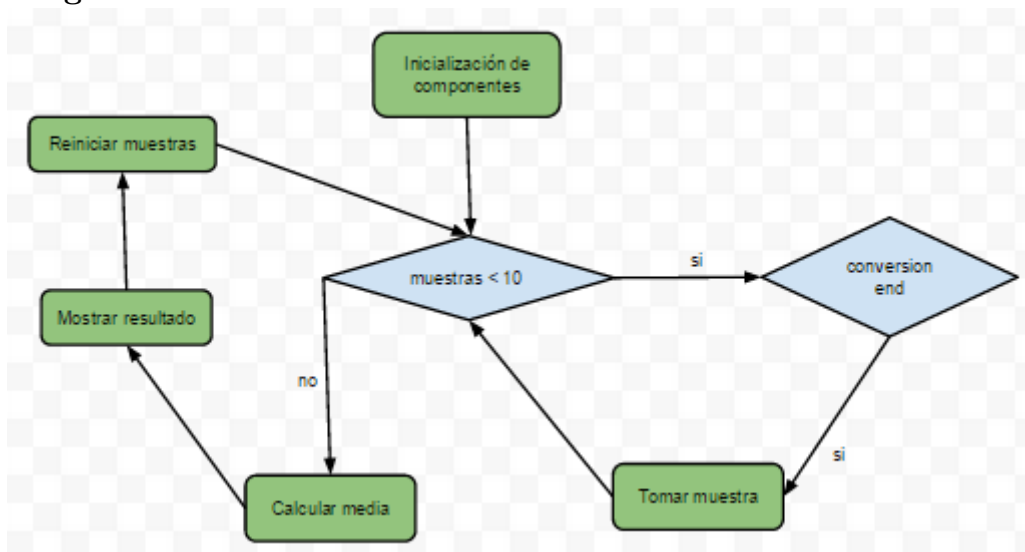 Inicialización de
componentes
Reiniciar muestras
muestras < 10
si
conversion
end
Mostrar resultado
no
si
Calcular media
Tomar muestra